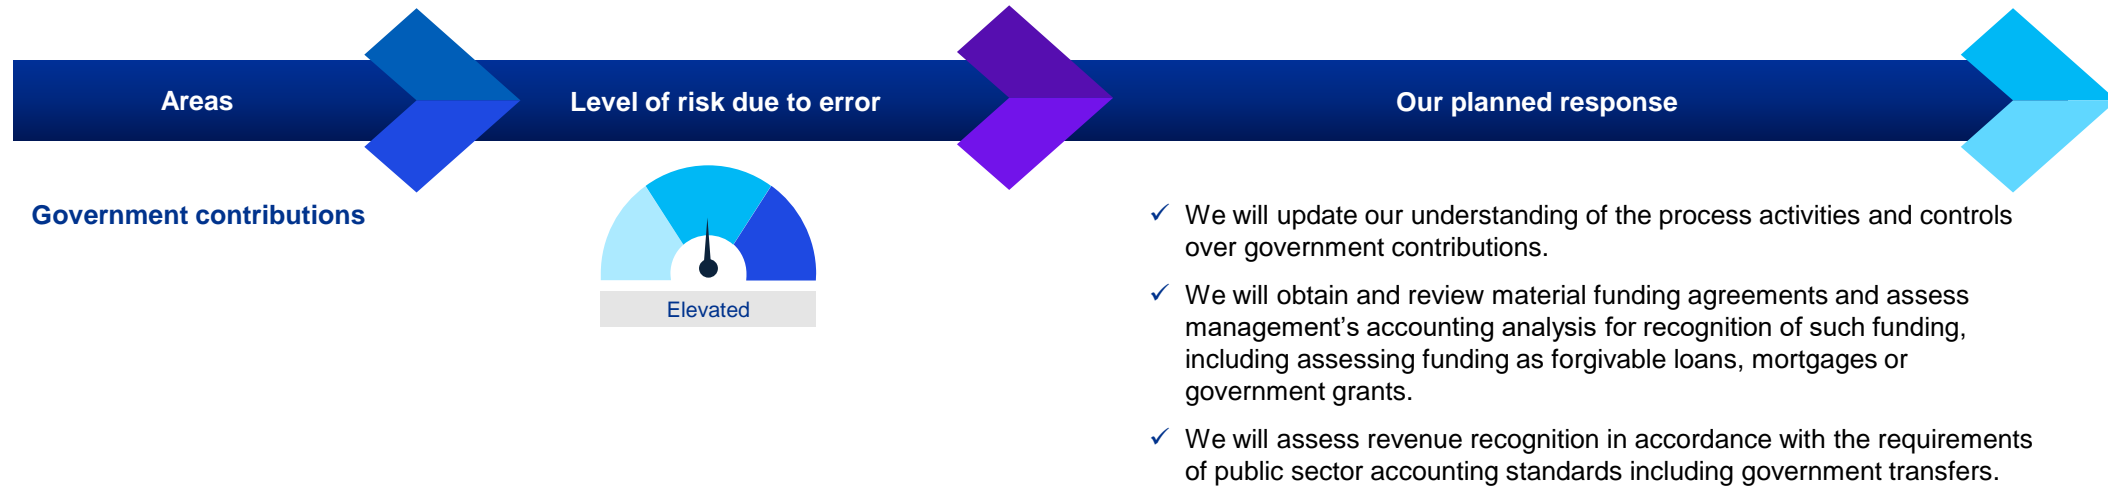 Areas
Level of risk due to error
Our planned response
Government contributions
Elevated
✓ We will update our understanding of the process activities and controls
over government contributions.
✓ We will obtain and review material funding agreements and assess
management’s accounting analysis for recognition of such funding,
including assessing funding as forgivable loans, mortgages or
government grants.
✓ We will assess revenue recognition in accordance with the requirements
of public sector accounting standards including government transfers.